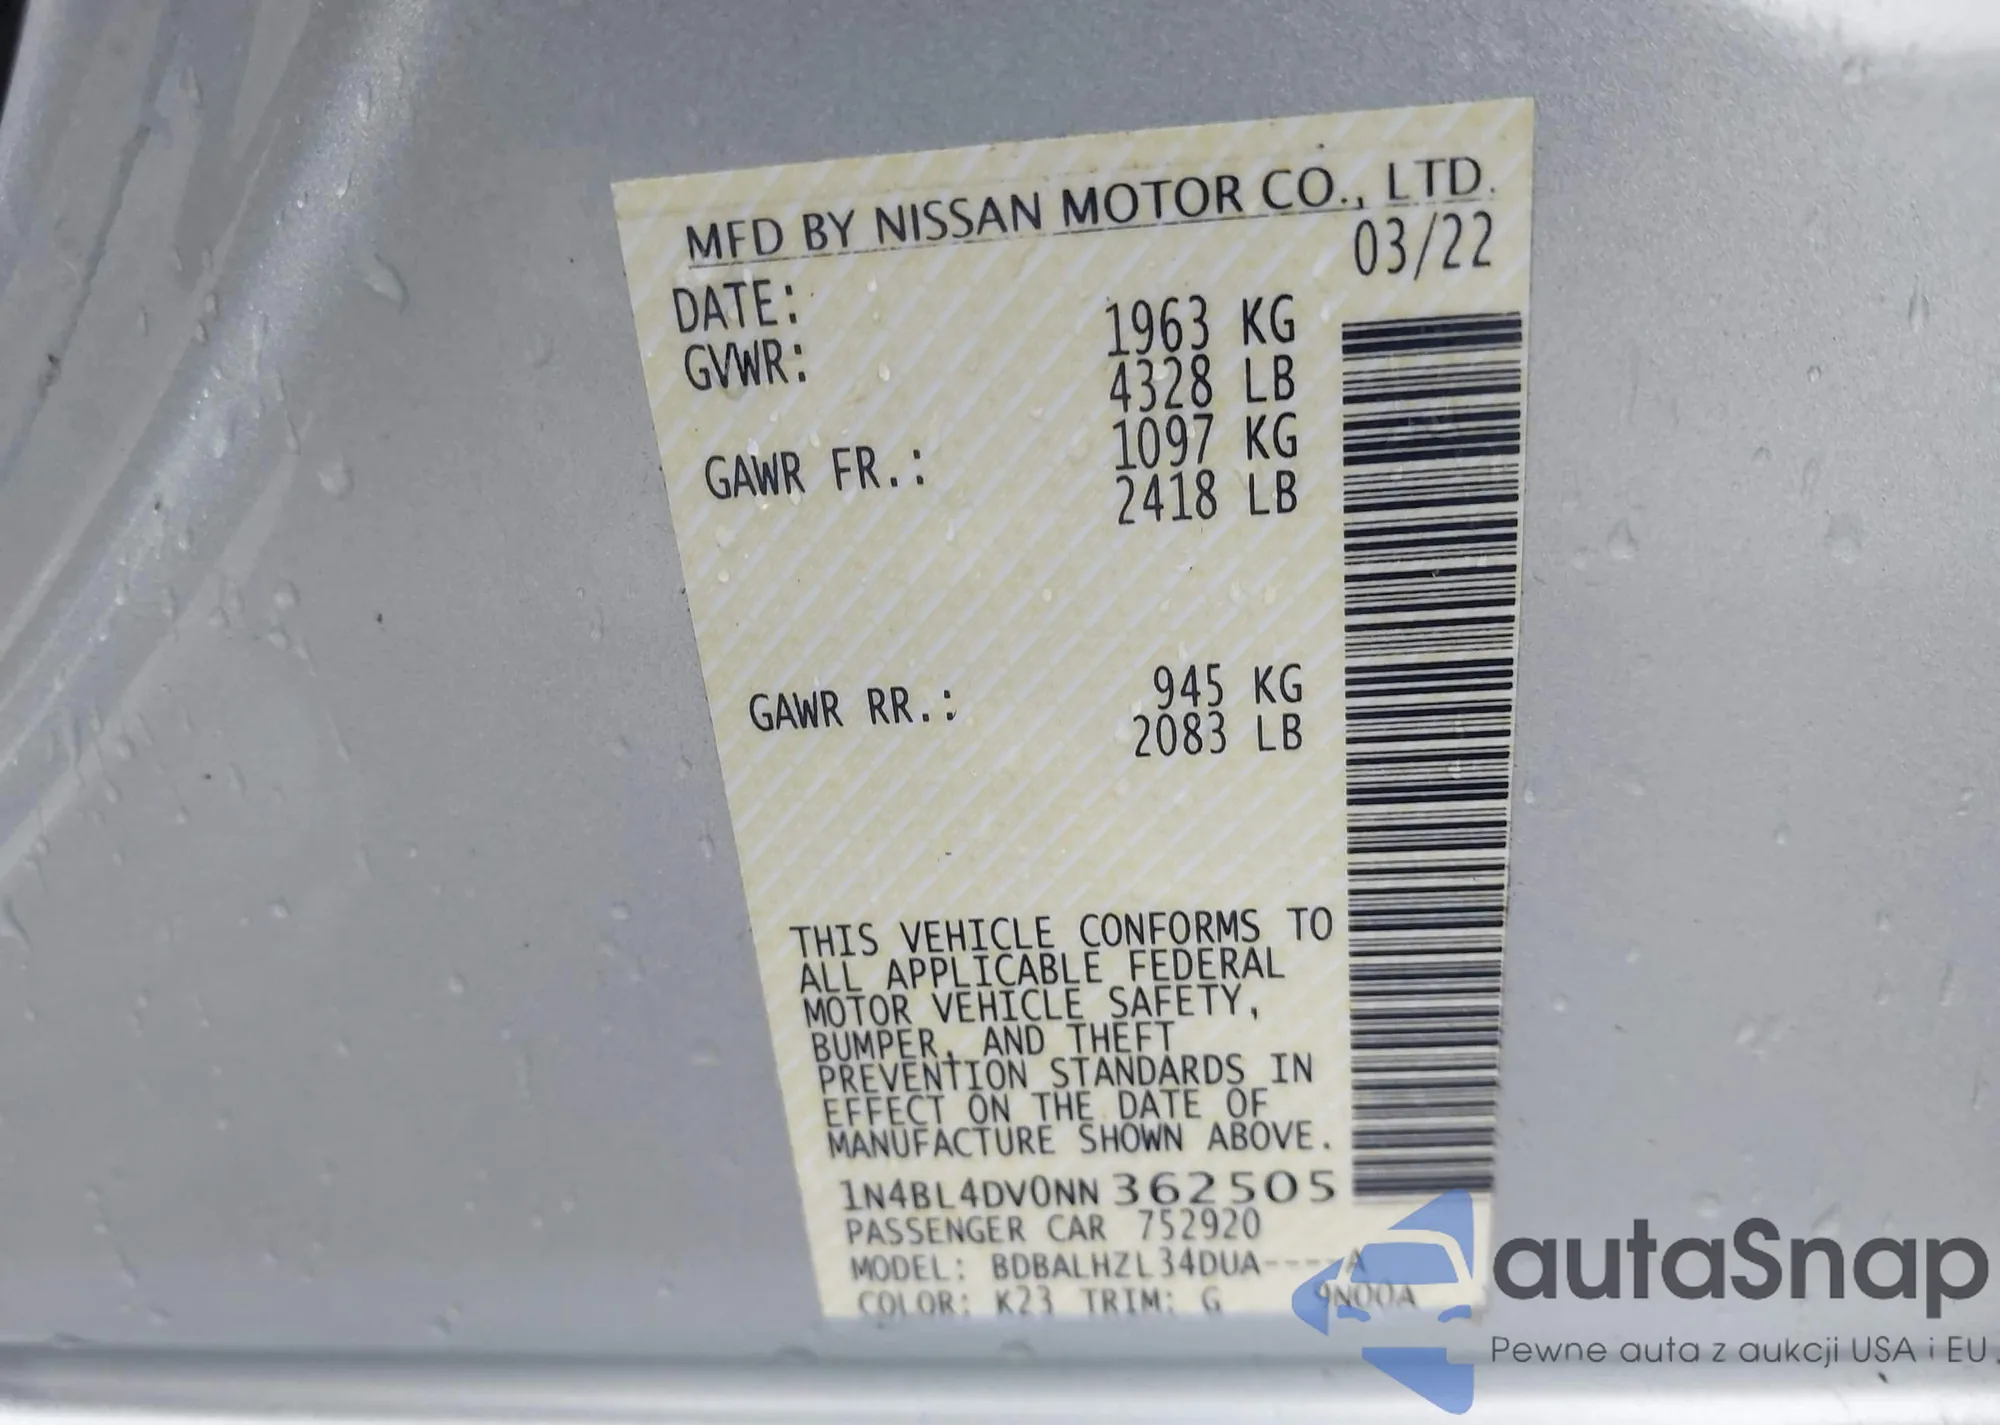 MFD BY NISSAN MOTOR CO., LTD.
DATE: 03/22
GVWR: 1963 KG
4328 LB
GAWR FR.: 1097 KG
2418 LB
GAWR RR.: 945 KG
2083 LB
THIS VEHICLE CONFORMS TO
ALL APPLICABLE FEDERAL
MOTOR VEHICLE SAFETY,
BUMPER, AND THEFT
PREVENTION STANDARDS IN
EFFECT ON THE DATE OF
MANUFACTURE SHOWN ABOVE.
1N4BL4DV0NN362505
PASSENGER CAR 752920
MODEL: BDBALHZL34DUA----A
COLOR: K23 TRIM: G 9N00A
autaSnap
Pewne auta z aukcji USA i EU